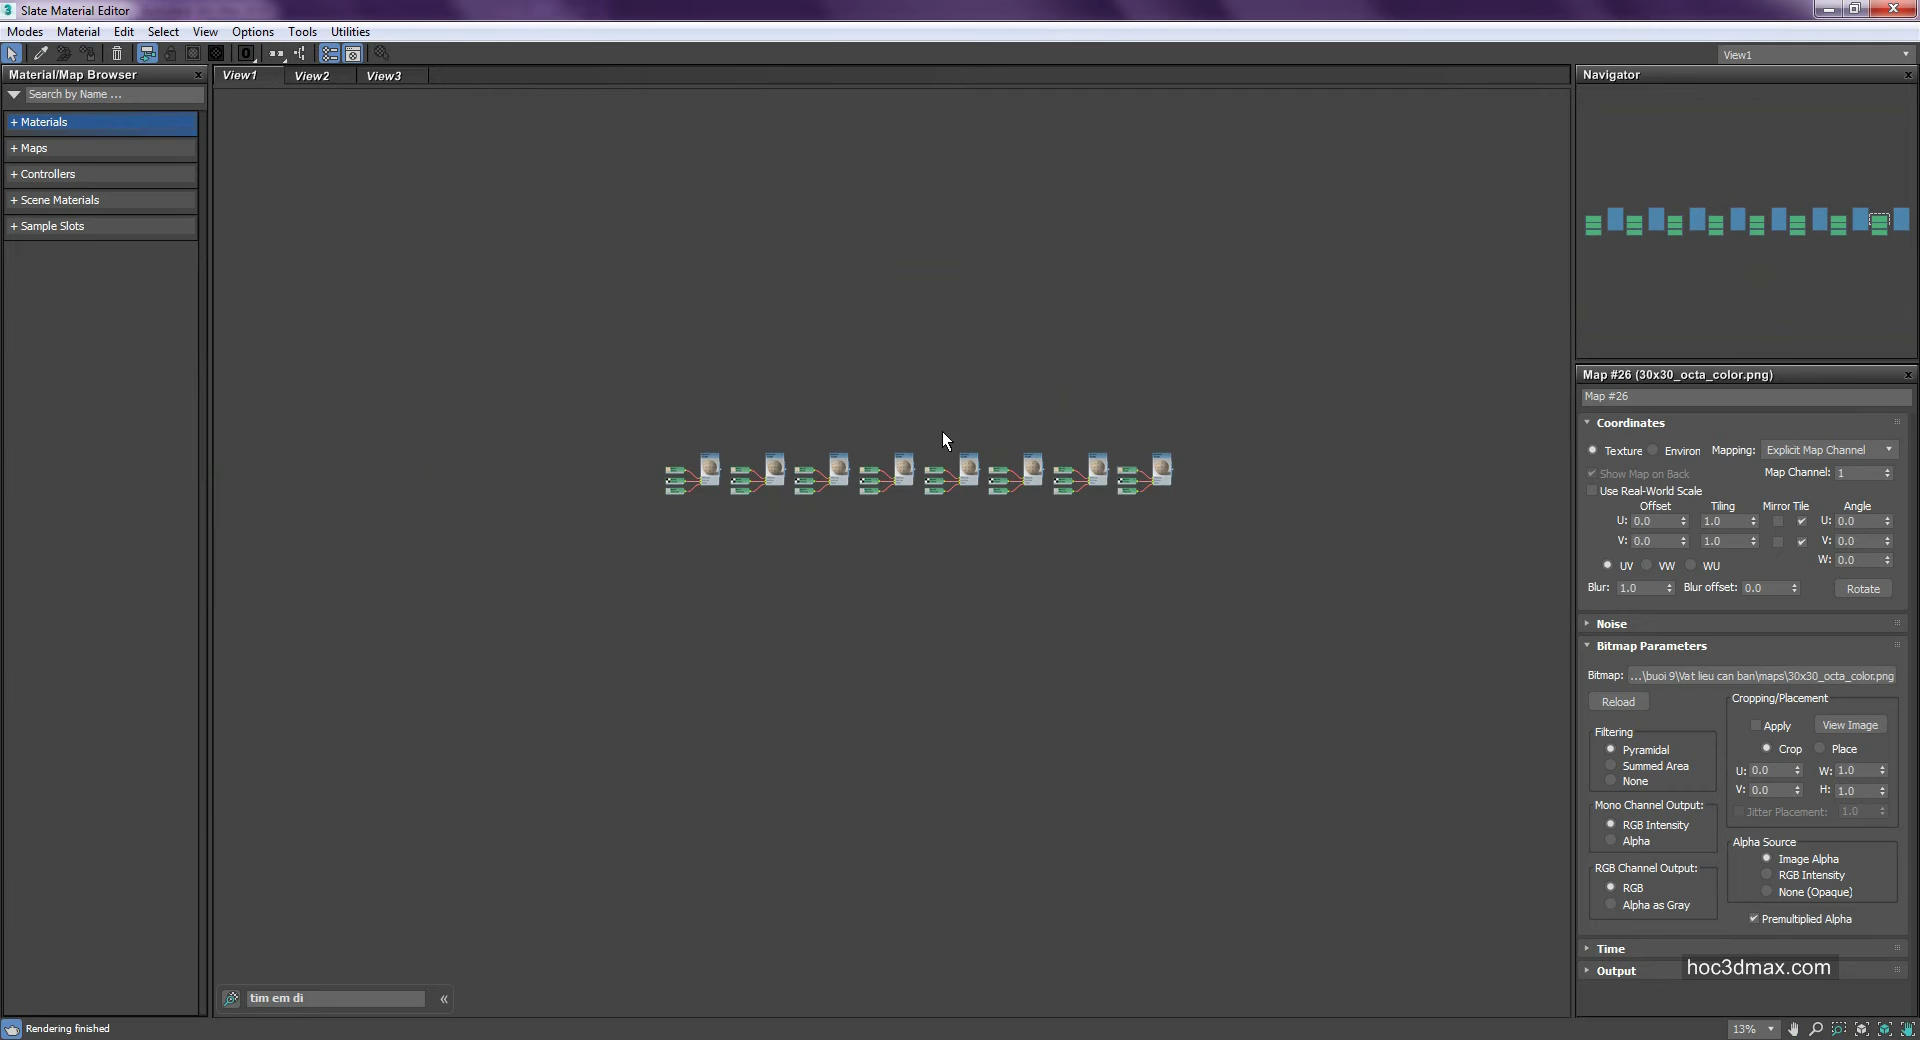 Slate Material Editor
Modes Material Edit Select View Options Tools Utilities
View1
Material/Map Browser
Search by Name ...
+ Materials
+ Maps
+ Controllers
+ Scene Materials
+ Sample Slots
View1 View2 View3
tim em di
Rendering finished
Navigator
Map #26 (30x30_octa_color.png)
Map #26
Coordinates
Texture Environ Mapping: Explicit Map Channel
Show Map on Back Map Channel: 1
Use Real-World Scale
Offset Tiling Mirror Tile Angle
U: 0.0 1.0 U: 0.0
V: 0.0 1.0 V: 0.0
W: 0.0
UV VW WU
Blur: 1.0 Blur offset: 0.0 Rotate
Noise
Bitmap Parameters
Bitmap: ...\buoi 9\Vat lieu can ban\maps\30x30_octa_color.png
Reload
Cropping/Placement
Apply View Image
Crop Place
U: 0.0 W: 1.0
V: 0.0 H: 1.0
Jitter Placement: 1.0
Filtering
Pyramidal
Summed Area
None
Mono Channel Output:
RGB Intensity
Alpha
RGB Channel Output:
RGB
Alpha as Gray
Alpha Source
Image Alpha
RGB Intensity
None (Opaque)
Premultiplied Alpha
Time
Output
hoc3dmax.com
13%